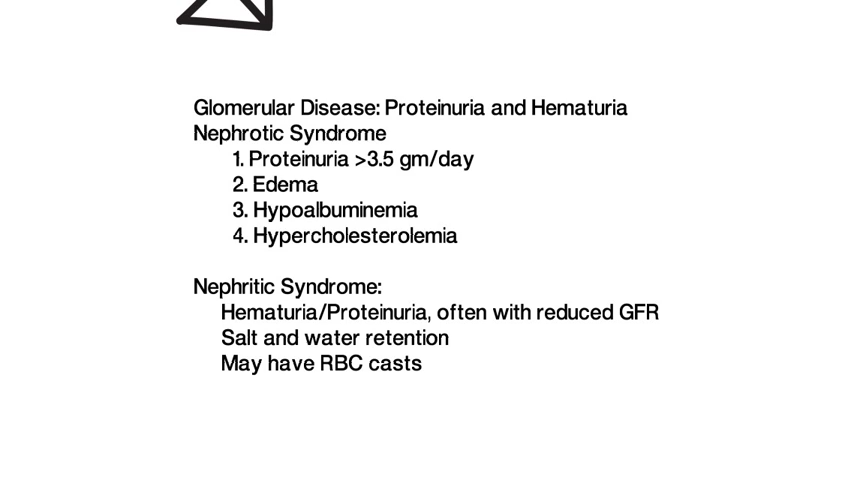 Glomerular Disease: Proteinuria and Hematuria
Nephrotic Syndrome
1. Proteinuria >3.5 gm/day
2. Edema
3. Hypoalbuminemia
4. Hypercholesterolemia
Nephritic Syndrome:
Hematuria/Proteinuria, often with reduced GFR
Salt and water retention
May have RBC casts